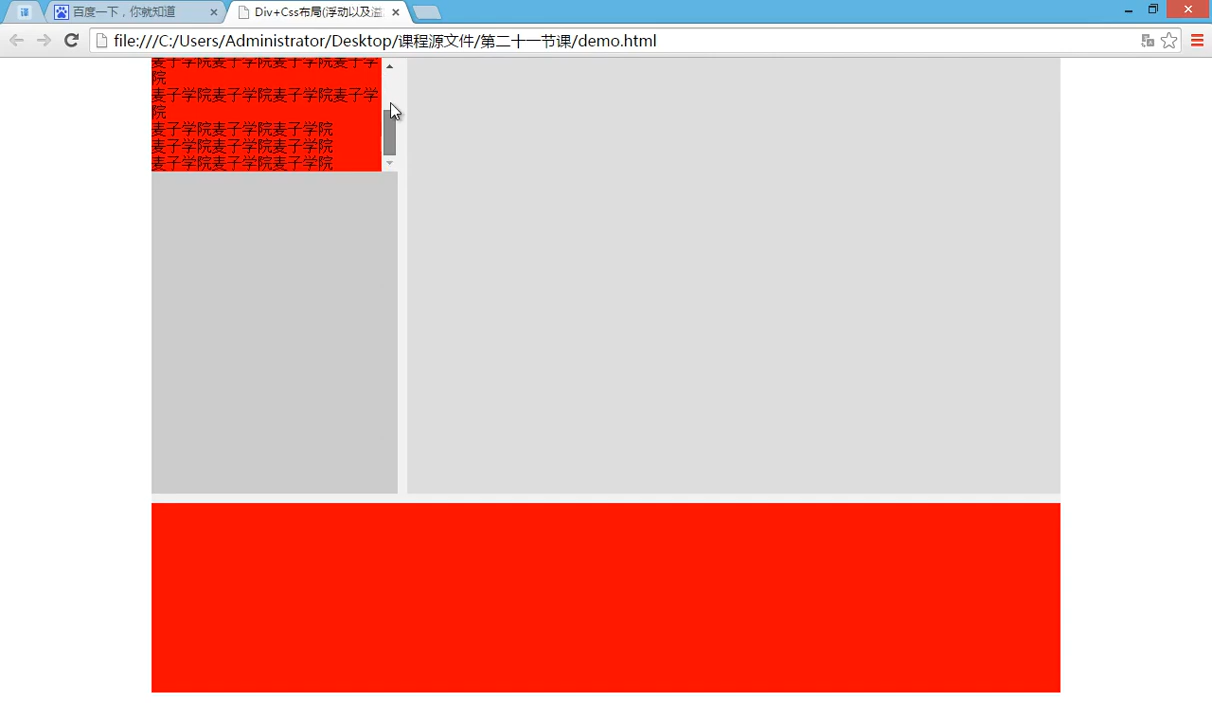 译
百度一下，你就知道
Div+Css布局(浮动以及溢
file:///C:/Users/Administrator/Desktop/课程源文件/第二十一节课/demo.html
麦子学院麦子学院麦子学院麦子学
院
麦子学院麦子学院麦子学院麦子学
院
麦子学院麦子学院麦子学院
麦子学院麦子学院麦子学院
麦子学院麦子学院麦子学院